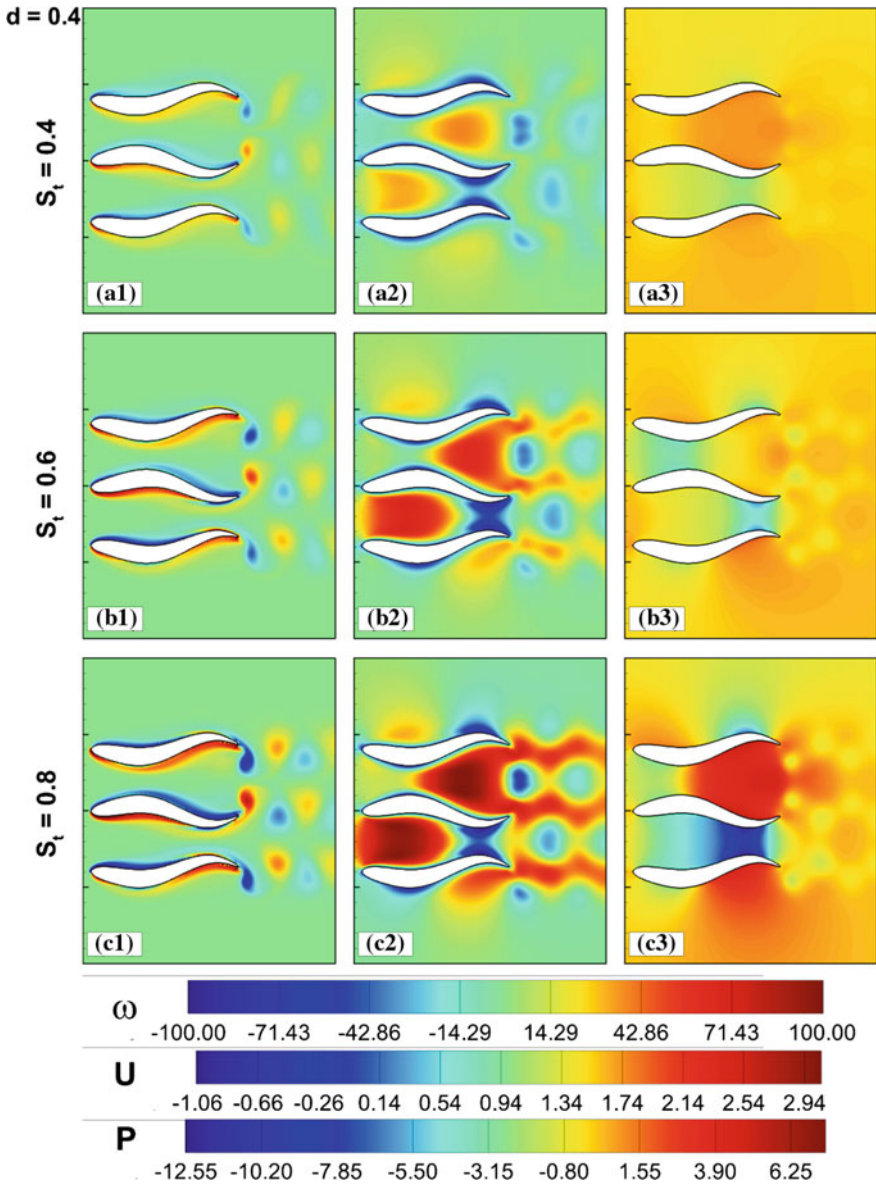 d = 0.4
St = 0.4
(a1)
(a2)
(a3)
St = 0.6
(b1)
(b2)
(b3)
St = 0.8
(c1)
(c2)
(c3)
ω
-100.00 -71.43 -42.86 -14.29 14.29 42.86 71.43 100.00
U
-1.06 -0.66 -0.26 0.14 0.54 0.94 1.34 1.74 2.14 2.54 2.94
P
-12.55 -10.20 -7.85 -5.50 -3.15 -0.80 1.55 3.90 6.25